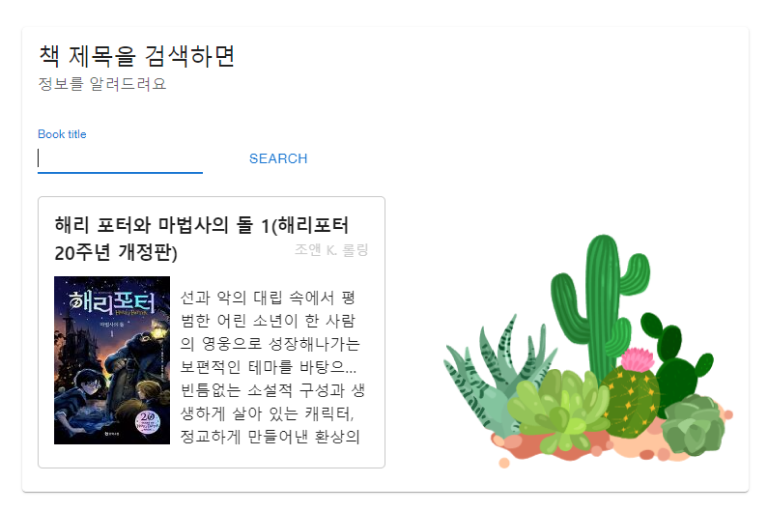 책 제목을 검색하면
정보를 알려드려요
Book title
SEARCH
해리 포터와 마법사의 돌 1(해리포터
20주년 개정판)
조앤 K. 롤링
해리포터
마법사의 돌
1
20
선과 악의 대립 속에서 평
범한 어린 소년이 한 사람
의 영웅으로 성장해나가는
보편적인 테마를 바탕으...
빈틈없는 소설적 구성과 생
생하게 살아 있는 캐릭터,
정교하게 만들어낸 환상의